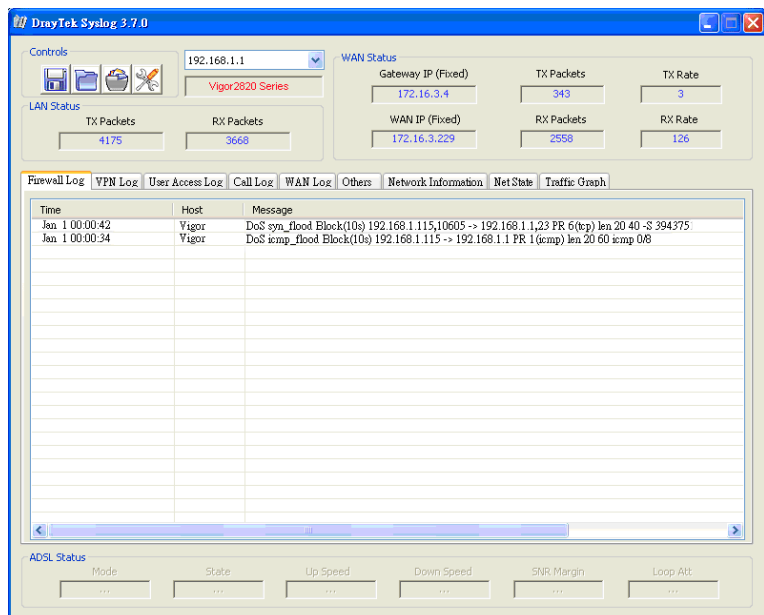 DrayTek Syslog 3.7.0
Controls
192.168.1.1
Vigor2820 Series
WAN Status
Gateway IP (Fixed) TX Packets TX Rate
172.16.3.4 343 3
WAN IP (Fixed) RX Packets RX Rate
172.16.3.229 2558 126
LAN Status
TX Packets RX Packets
4175 3668
Firewall Log VPN Log User Access Log Call Log WAN Log Others Network Information Net State Traffic Graph
Time Host Message
Jan 1 00:00:42 Vigor DoS syn_flood Block(10s) 192.168.1.115,10605 -> 192.168.1.1,23 PR 6(tcp) len 20 40 -S 394375
Jan 1 00:00:34 Vigor DoS icmp_flood Block(10s) 192.168.1.115 -> 192.168.1.1 PR 1(icmp) len 20 60 icmp 0/8
ADSL Status
Mode State Up Speed Down Speed SNR Margin Loop Att
... ... ... ... ... ...